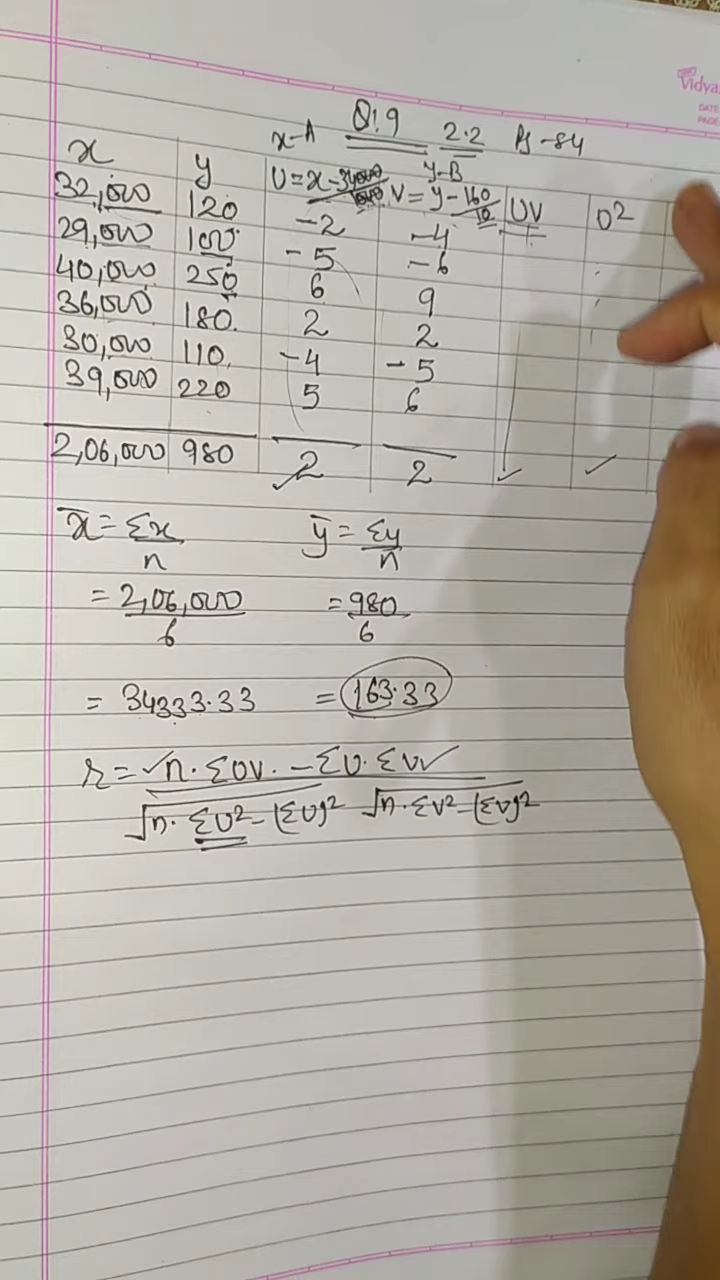 Vidya
DATE
PAGE
Q.9 2.2 Pg-84
x-A y-B
x y U=x-34000/1000 V=y-160/10 UV U²
32,000 120 -2 -4
29,000 100 -5 -6
40,000 250 6 9
36,000 180 2 2
30,000 110 -4 -5
39,000 220 5 6
2,06,000 980 2 2
x̄ = Σx/n ȳ = Σy/n
= 2,06,000/6 = 980/6
= 34333.33 = 163.33
r = n.ΣUV. - ΣU.ΣV/√n.ΣU²-(ΣU)² √n.ΣV²-(ΣV)²